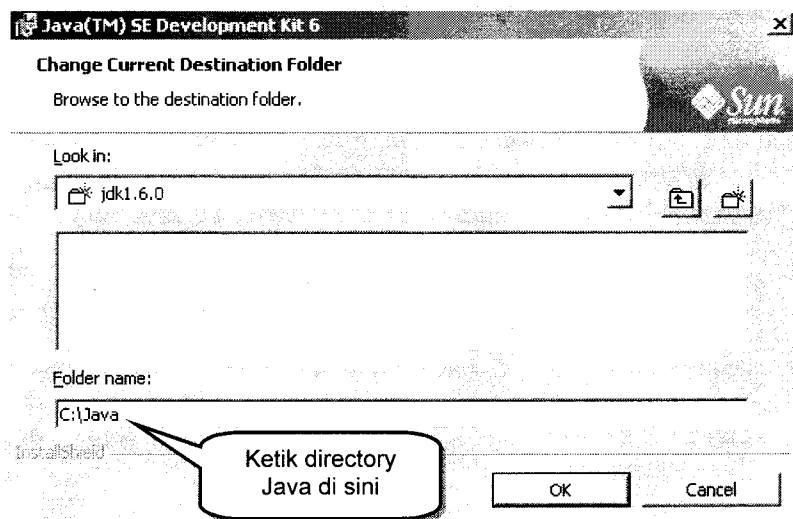 Java(TM) SE Development Kit 6
Change Current Destination Folder
Browse to the destination folder.
Sun
Look in:
jdk1.6.0
Folder name:
C:\Java
InstallShield
Ketik directory
Java di sini
OK
Cancel